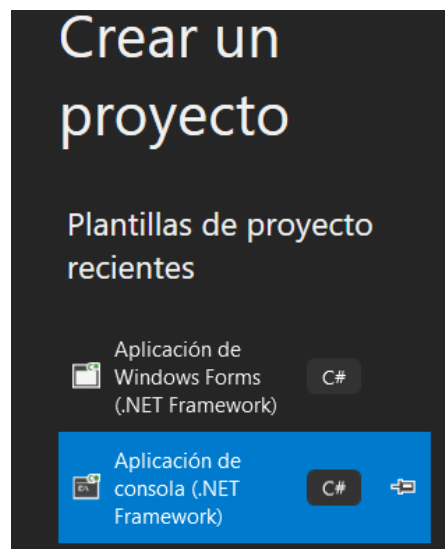 Crear un
proyecto
Plantillas de proyecto
recientes
Aplicación de
Windows Forms
(.NET Framework)
C#
Aplicación de
consola (.NET
Framework)
C#